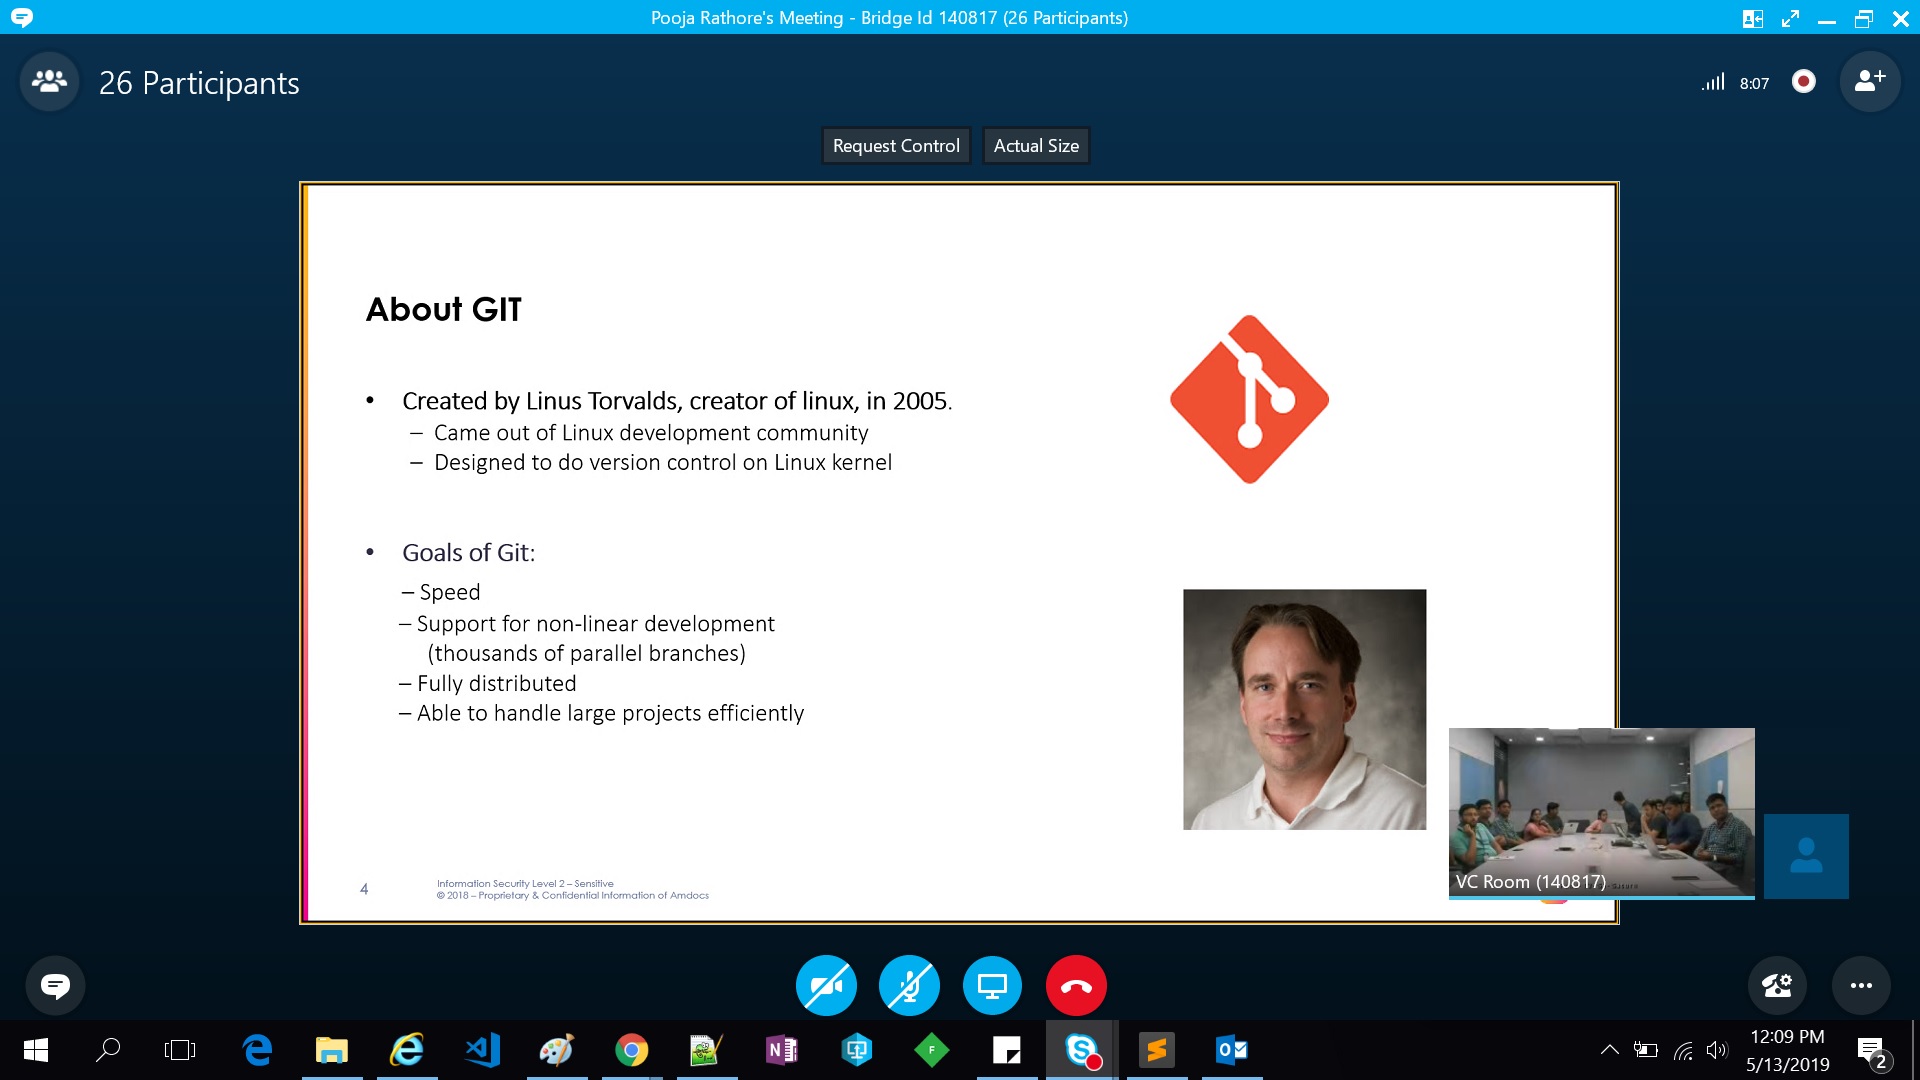 Pooja Rathore's Meeting - Bridge Id 140817 (26 Participants)
26 Participants
8:07
Request Control
Actual Size
About GIT
• Created by Linus Torvalds, creator of linux, in 2005.
– Came out of Linux development community
– Designed to do version control on Linux kernel
• Goals of Git:
– Speed
– Support for non-linear development
(thousands of parallel branches)
– Fully distributed
– Able to handle large projects efficiently
VC Room (140817)
4
Information Security Level 2 – Sensitive
© 2018 – Proprietary & Confidential Information of Amdocs
N
F
S
O
12:09 PM
5/13/2019
2